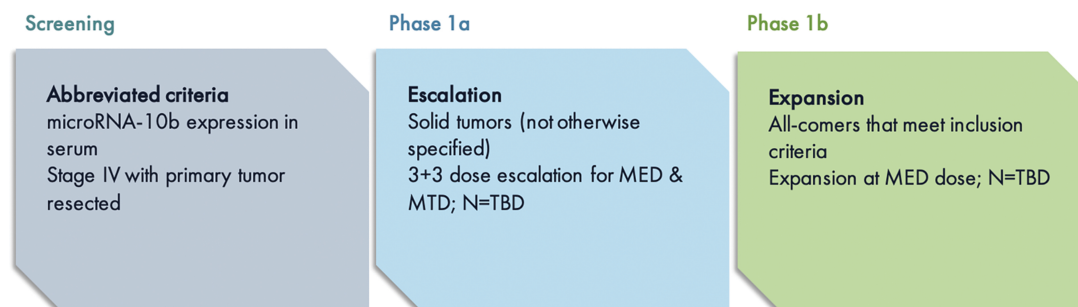 Screening
Abbreviated criteria
microRNA-10b expression in
serum
Stage IV with primary tumor
resected
Phase 1a
Escalation
Solid tumors (not otherwise
specified)
3+3 dose escalation for MED &
MTD; N=TBD
Phase 1b
Expansion
All-comers that meet inclusion
criteria
Expansion at MED dose; N=TBD